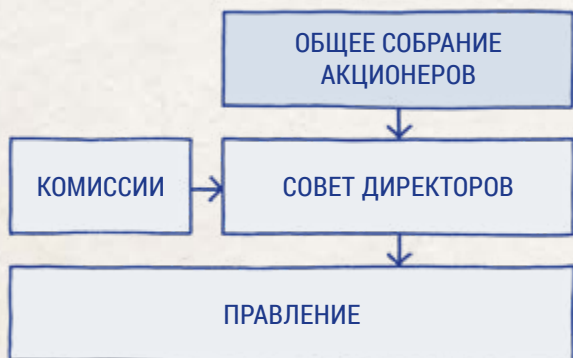 ОБЩЕЕ СОБРАНИЕ
АКЦИОНЕРОВ
КОМИССИИ
СОВЕТ ДИРЕКТОРОВ
ПРАВЛЕНИЕ